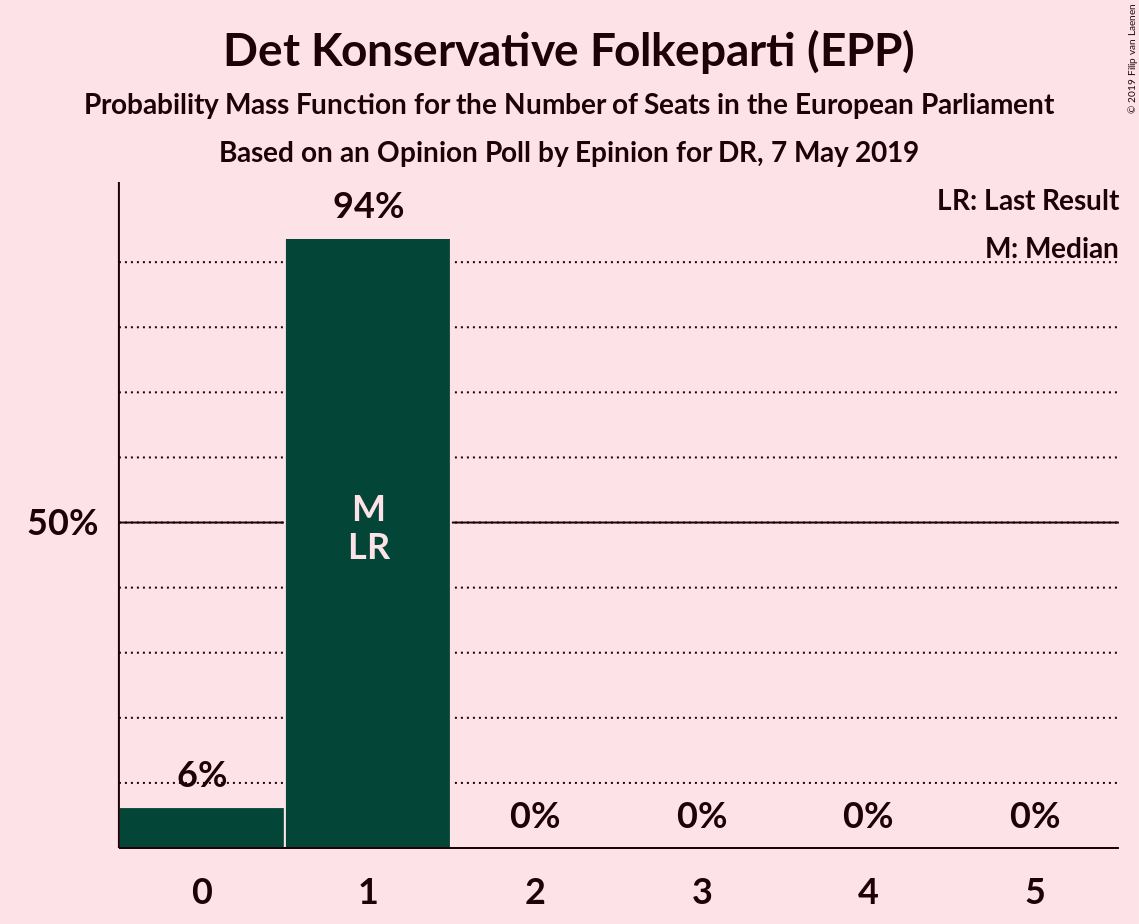 Det Konservative Folkeparti (EPP)
Probability Mass Function for the Number of Seats in the European Parliament
Based on an Opinion Poll by Epinion for DR, 7 May 2019
© 2019 Filip van Laenen
LR: Last Result
M: Median
94%
50%
M
LR
6%
0%
0%
0%
0%
0
1
2
3
4
5